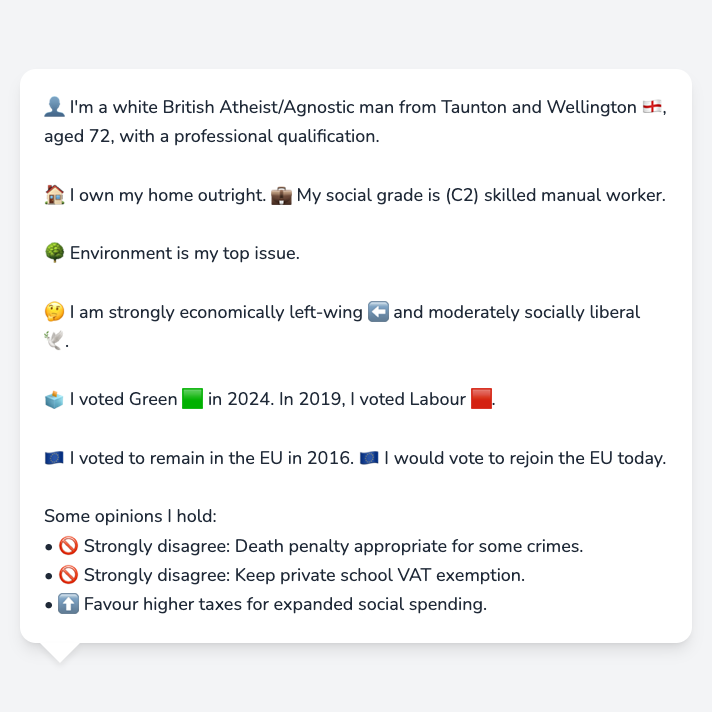 👤 I'm a white British Atheist/Agnostic man from Taunton and Wellington 🏴󠁧󠁢󠁥󠁮󠁧󠁿,
aged 72, with a professional qualification.
🏠 I own my home outright. 💼 My social grade is (C2) skilled manual worker.
🌳 Environment is my top issue.
🤔 I am strongly economically left-wing ⬅️ and moderately socially liberal
🕊️.
🗳️ I voted Green 🟩 in 2024. In 2019, I voted Labour 🟥.
🇪🇺 I voted to remain in the EU in 2016. 🇪🇺 I would vote to rejoin the EU today.
Some opinions I hold:
• 🚫 Strongly disagree: Death penalty appropriate for some crimes.
• 🚫 Strongly disagree: Keep private school VAT exemption.
• ⬆️ Favour higher taxes for expanded social spending.